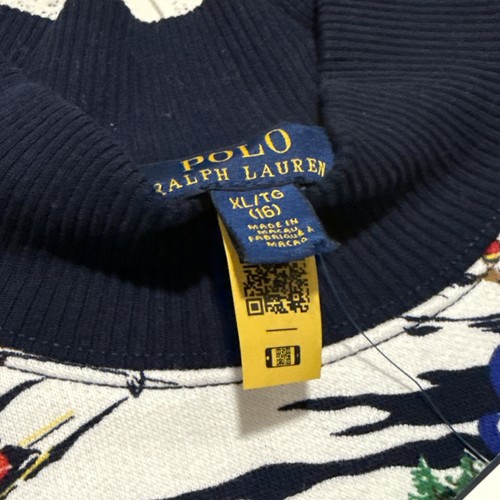 POLO
RALPH LAUREN
XL/TG
(16)
MADE IN
MACAU
FABRIQUÉ À
MACAO